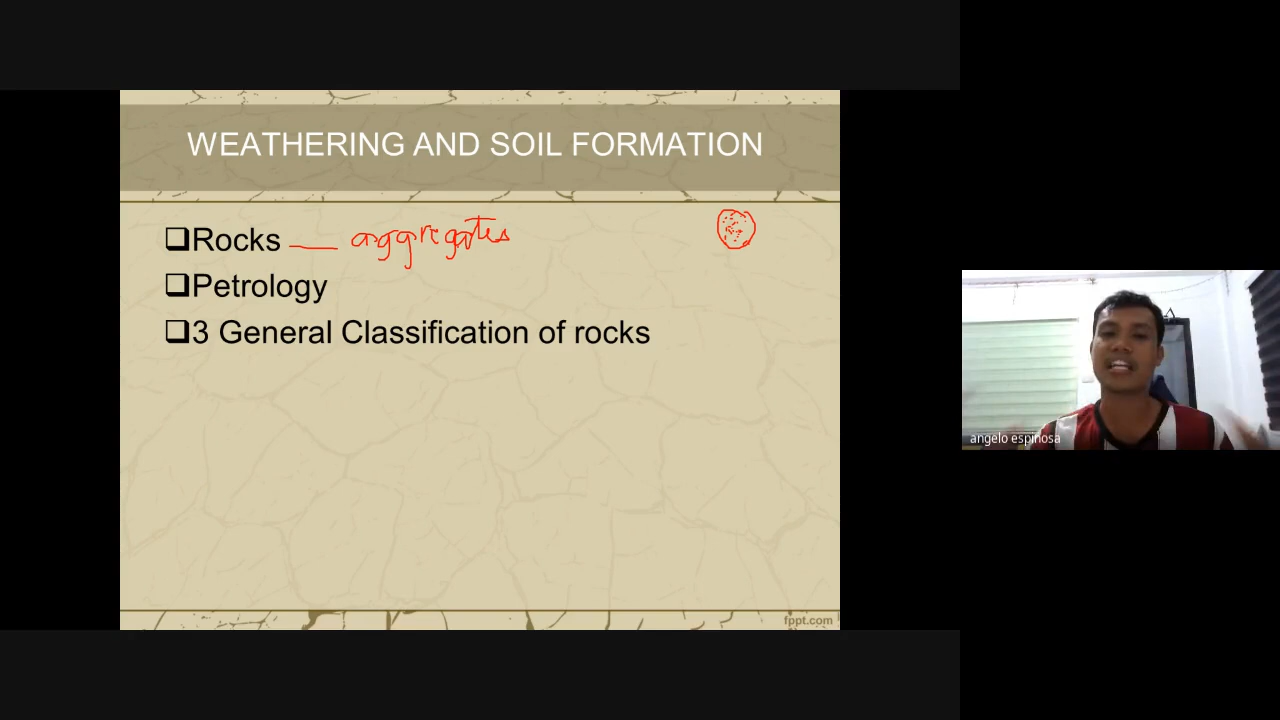 WEATHERING AND SOIL FORMATION
❑Rocks — aggregates
❑Petrology
❑3 General Classification of rocks
fppt.com
angelo espinosa